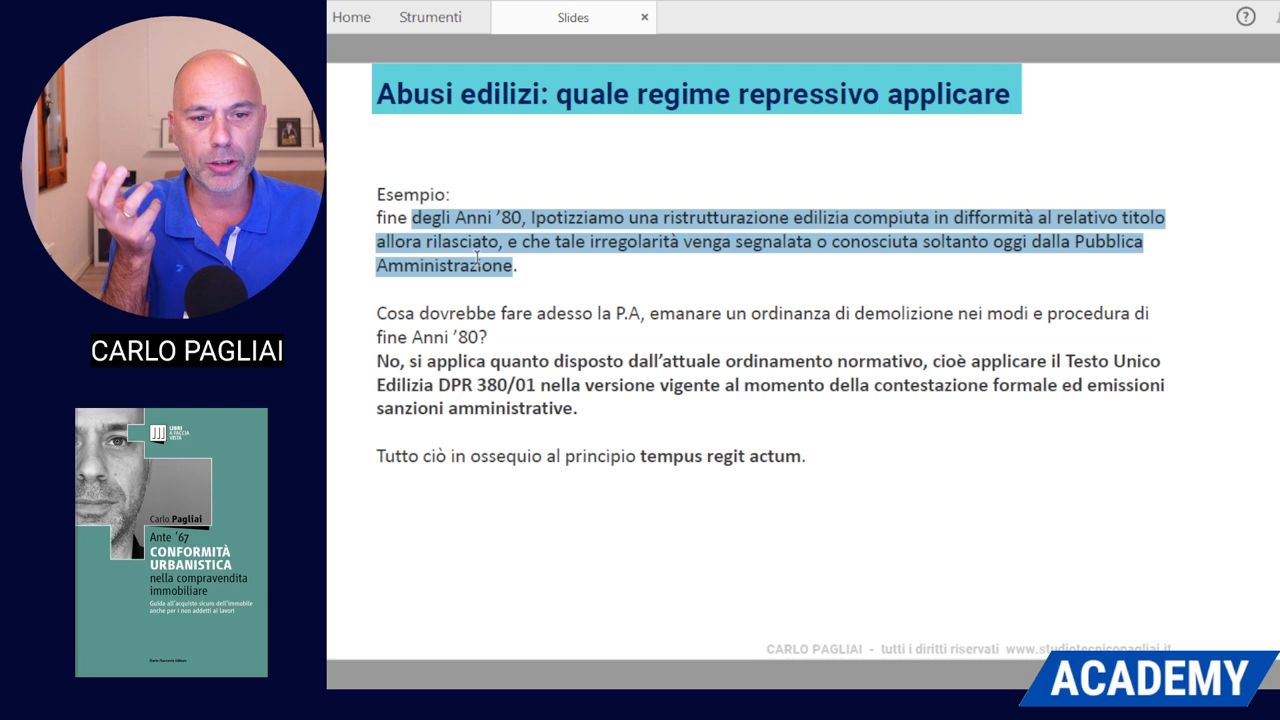 Home
Strumenti
Slides
×
?
Abusi edilizi: quale regime repressivo applicare
Esempio:
fine degli Anni ’80, Ipotizziamo una ristrutturazione edilizia compiuta in difformità al relativo titolo
allora rilasciato, e che tale irregolarità venga segnalata o conosciuta soltanto oggi dalla Pubblica
Amministrazione.
Cosa dovrebbe fare adesso la P.A, emanare un ordinanza di demolizione nei modi e procedura di
fine Anni ’80?
No, si applica quanto disposto dall’attuale ordinamento normativo, cioè applicare il Testo Unico
Edilizia DPR 380/01 nella versione vigente al momento della contestazione formale ed emissioni
sanzioni amministrative.
Tutto ciò in ossequio al principio tempus regit actum.
CARLO PAGLIAI - tutti i diritti riservati www.studiotecnicopagliai.it
ACADEMY
CARLO PAGLIAI
LIBRI
A FACCIA
VISTA
Carlo Pagliai
Ante ’67
CONFORMITÀ
URBANISTICA
nella compravendita
immobiliare
Guida all’acquisto sicuro dell’immobile
anche per i non addetti ai lavori